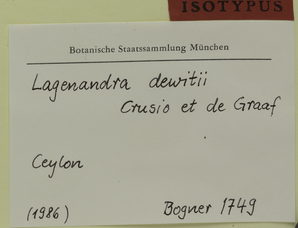 ISOTYPUS
Botanische Staatssammlung München
Lagenandra dewitii
Crusio et de Graaf
Ceylon
(1986) Bogner 1749